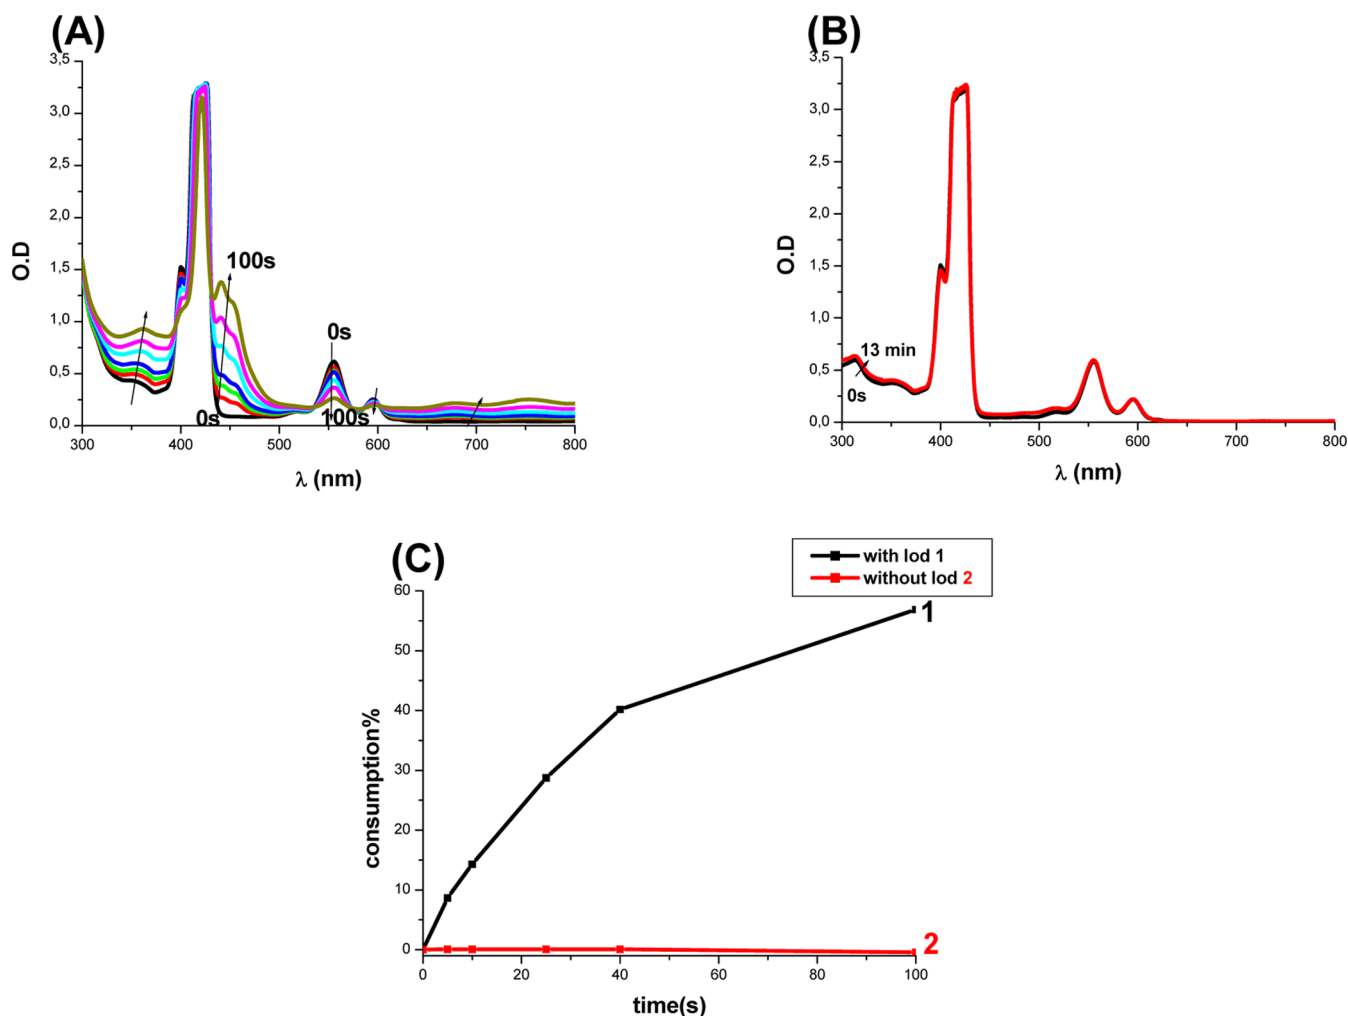 (A)
3,5
3,0
2,5
2,0
1,5
1,0
0,5
0,0
O.D
100s
0s
0s
100s
300
400
500
600
700
800
λ (nm)
(B)
3,5
3,0
2,5
2,0
1,5
1,0
0,5
0,0
O.D
13 min
0s
300
400
500
600
700
800
λ (nm)
(C)
with Iod 1
without Iod 2
60
50
40
30
20
10
0
consumption%
1
2
0
20
40
60
80
100
time(s)